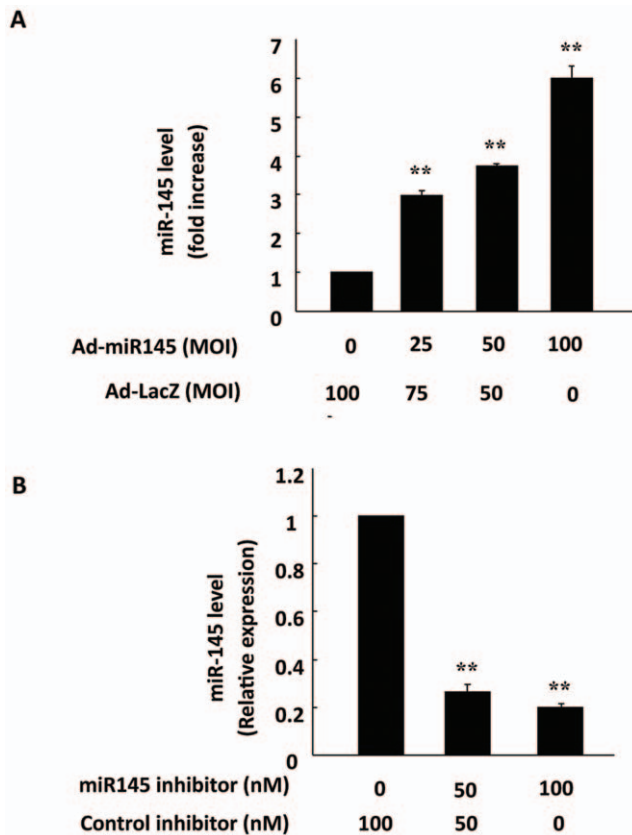 A
miR-145 level
(fold increase)
7
6
5
4
3
2
1
0
**
**
**
Ad-miR145 (MOI) 0 25 50 100
Ad-LacZ (MOI) 100 75 50 0
B
miR-145 level
(Relative expression)
1.2
1
0.8
0.6
0.4
0.2
0
**
**
miR145 inhibitor (nM) 0 50 100
Control inhibitor (nM) 100 50 0